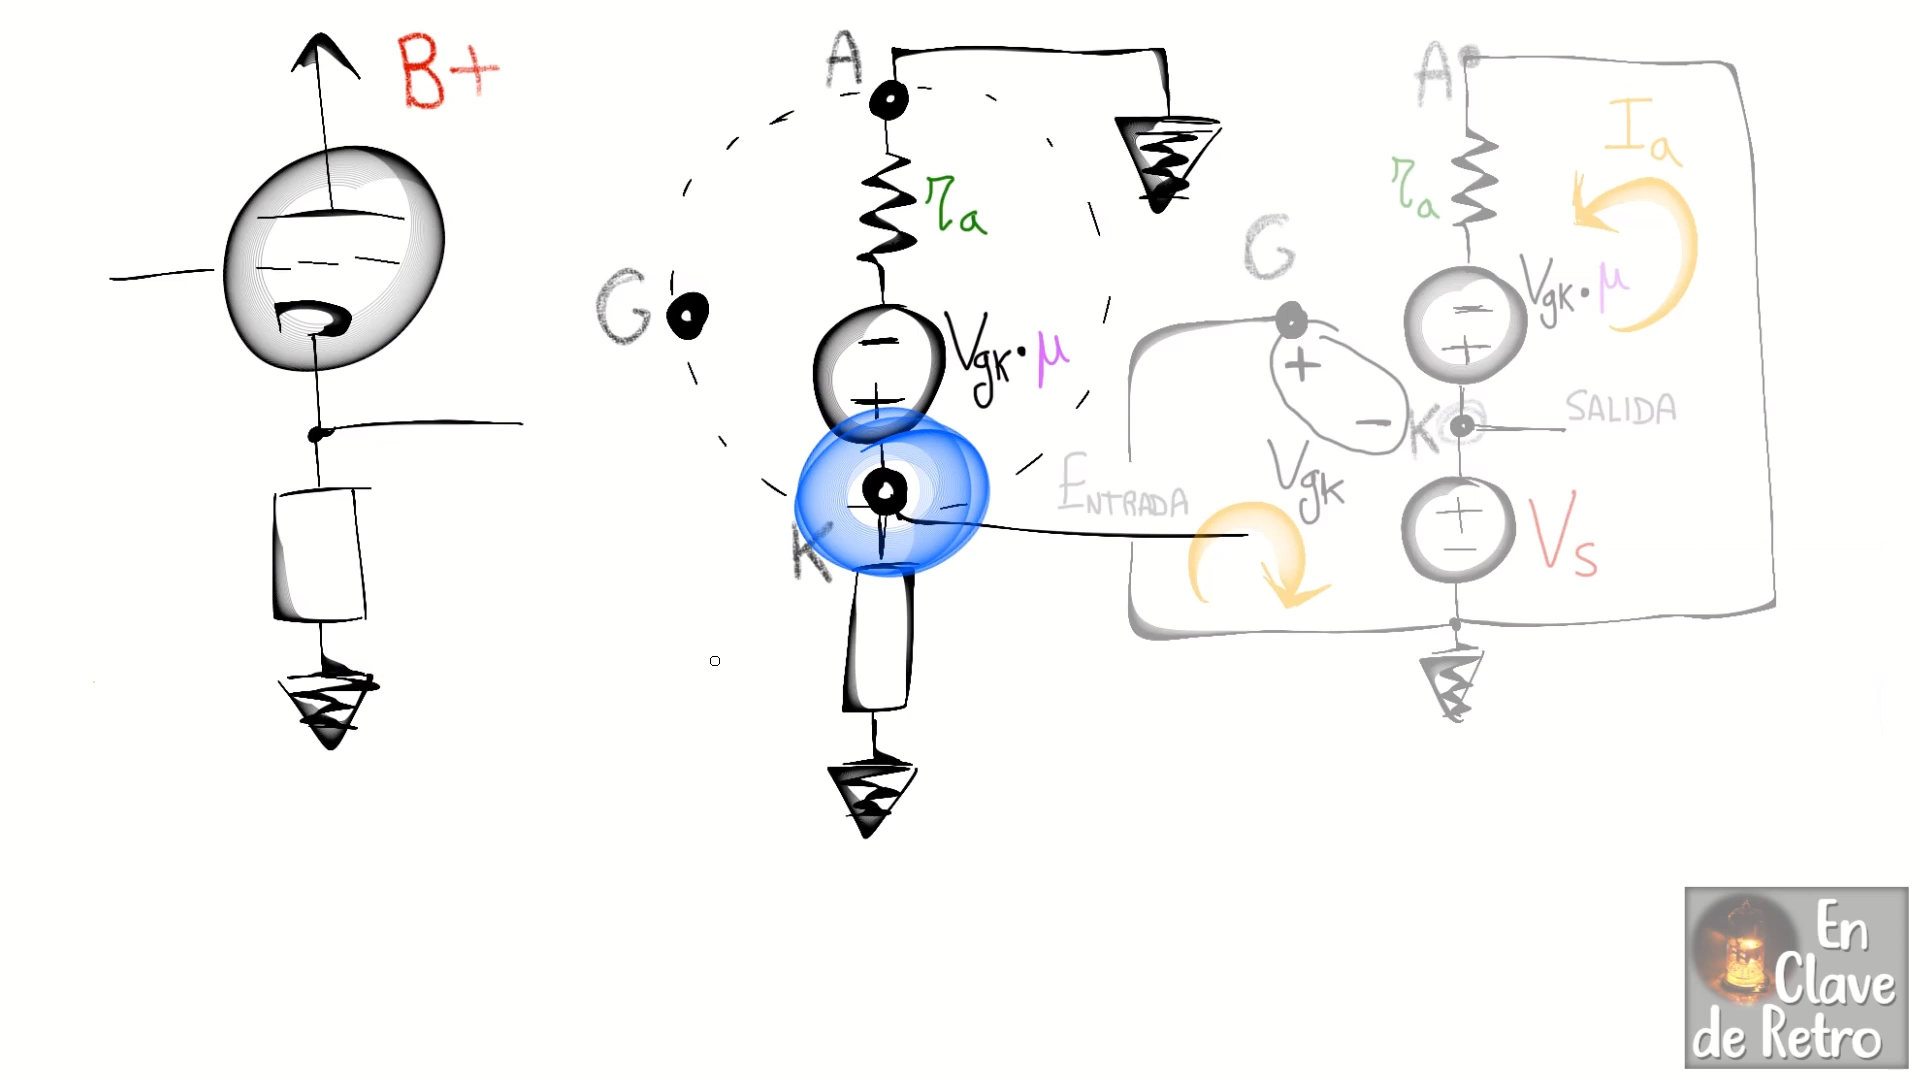 B+
A
ra
G
Vgk·μ
K
A
Ia
ra
G
Vgk·μ
+
-
K
SALIDA
Vgk
ENTRADA
Vs
En
Clave
de Retro